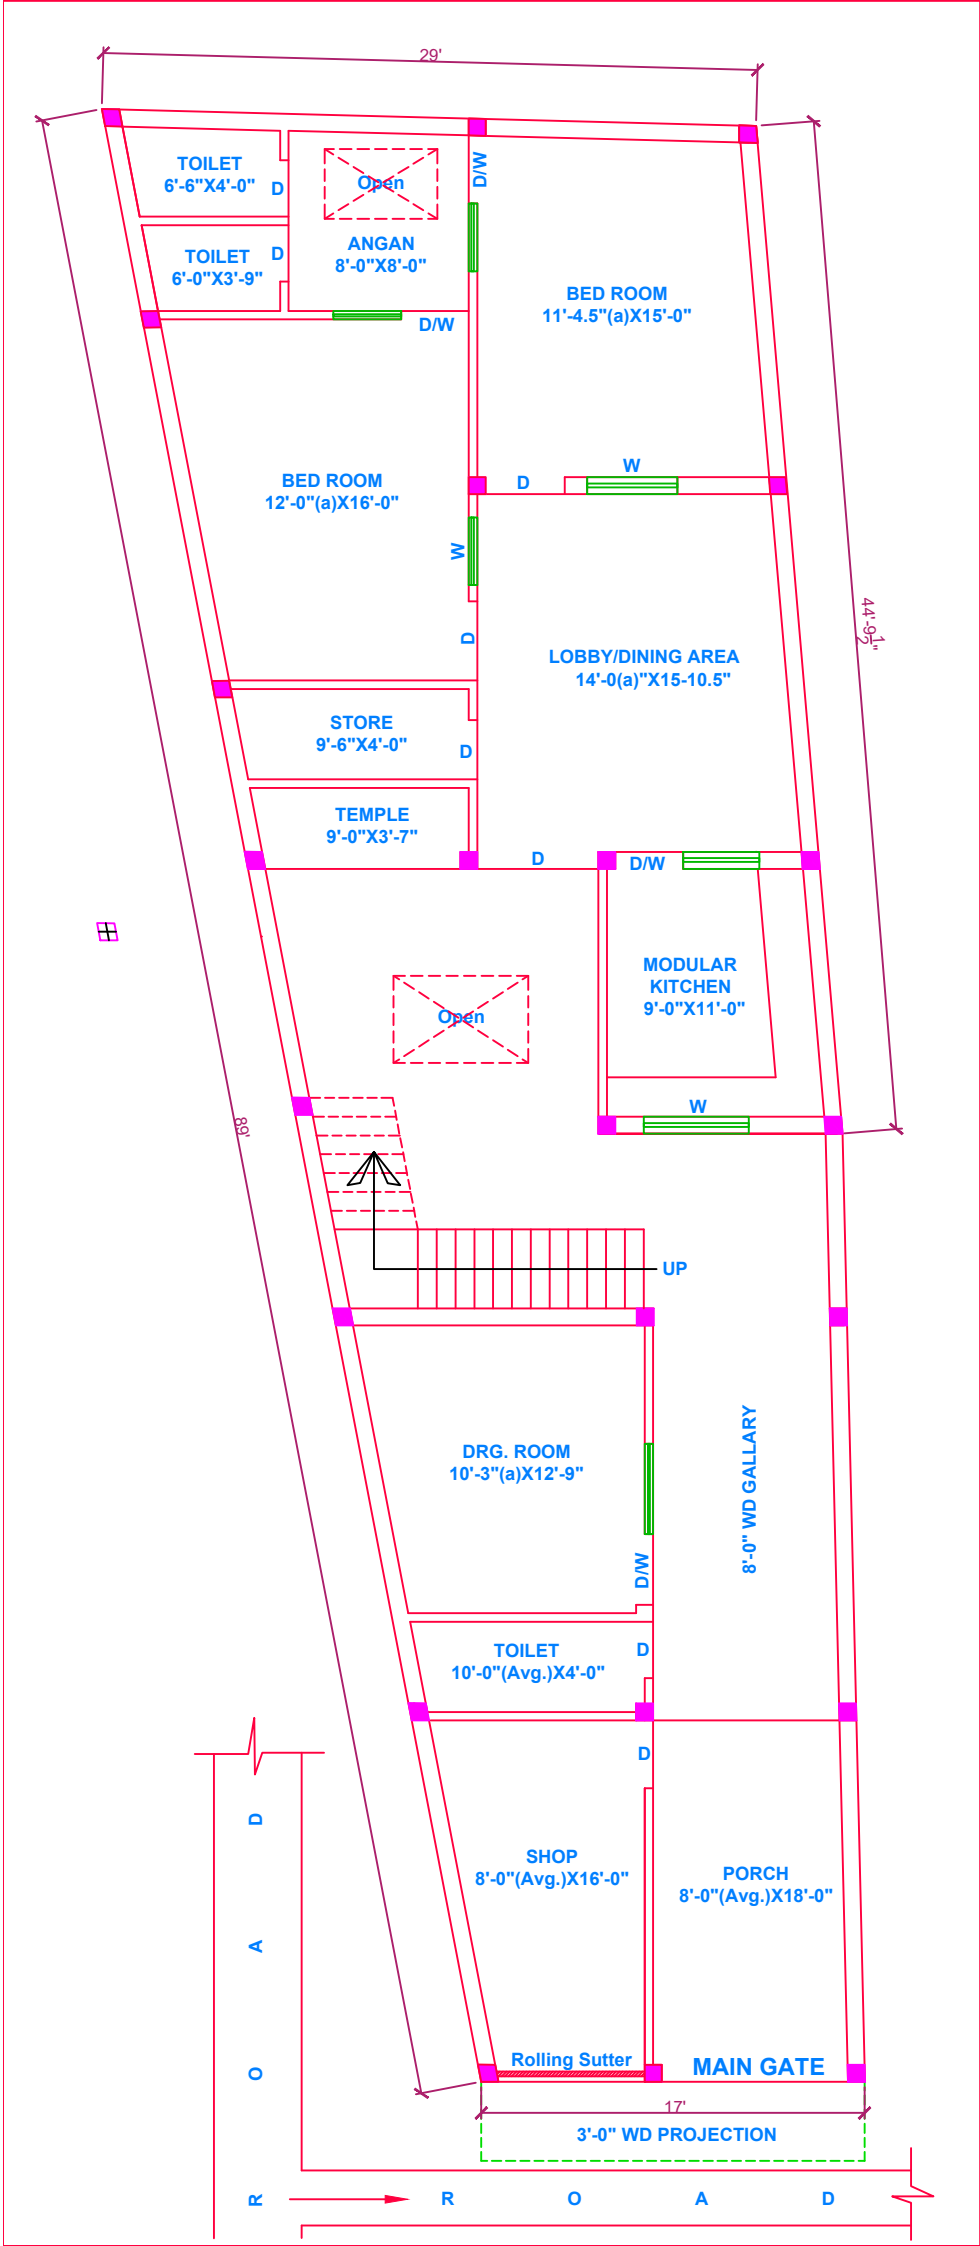 29'
TOILET
6'-6"X4'-0"
D
Open
D/W
TOILET
6'-0"X3'-9"
D
ANGAN
8'-0"X8'-0"
BED ROOM
11'-4.5"(a)X15'-0"
D/W
BED ROOM
12'-0"(a)X16'-0"
D
W
W
D
44'-9 1/2"
LOBBY/DINING AREA
14'-0(a)"X15-10.5"
STORE
9'-6"X4'-0"
D
TEMPLE
9'-0"X3'-7"
D
D/W
MODULAR
KITCHEN
9'-0"X11'-0"
Open
W
89'
UP
DRG. ROOM
10'-3"(a)X12'-9"
8'-0" WD GALLARY
D/W
TOILET
10'-0"(Avg.)X4'-0"
D
D
SHOP
8'-0"(Avg.)X16'-0"
PORCH
8'-0"(Avg.)X18'-0"
Rolling Sutter
MAIN GATE
17'
3'-0" WD PROJECTION
R O A D
R O A D